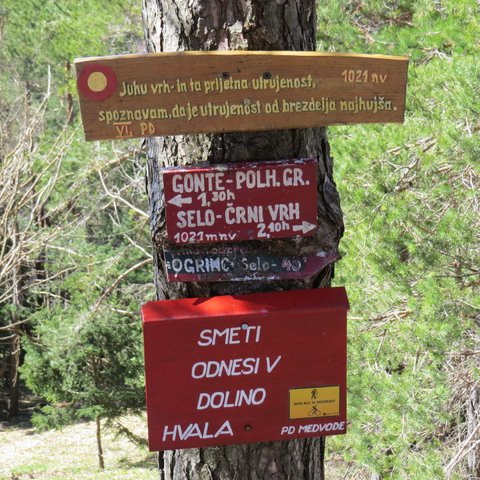 Juhu vrh - in ta prijetna utrujenost, 1021 nv
spoznavam, da je utrujenost od brezdelja najhujša.
VI. PD
GONTE - POLH. GR.
1,30h
SELO - ČRNI VRH
1021 mnv 2,10h
OGRINC - Selo -
SMETI
ODNESI V
DOLINO
HVALA PD MEDVODE